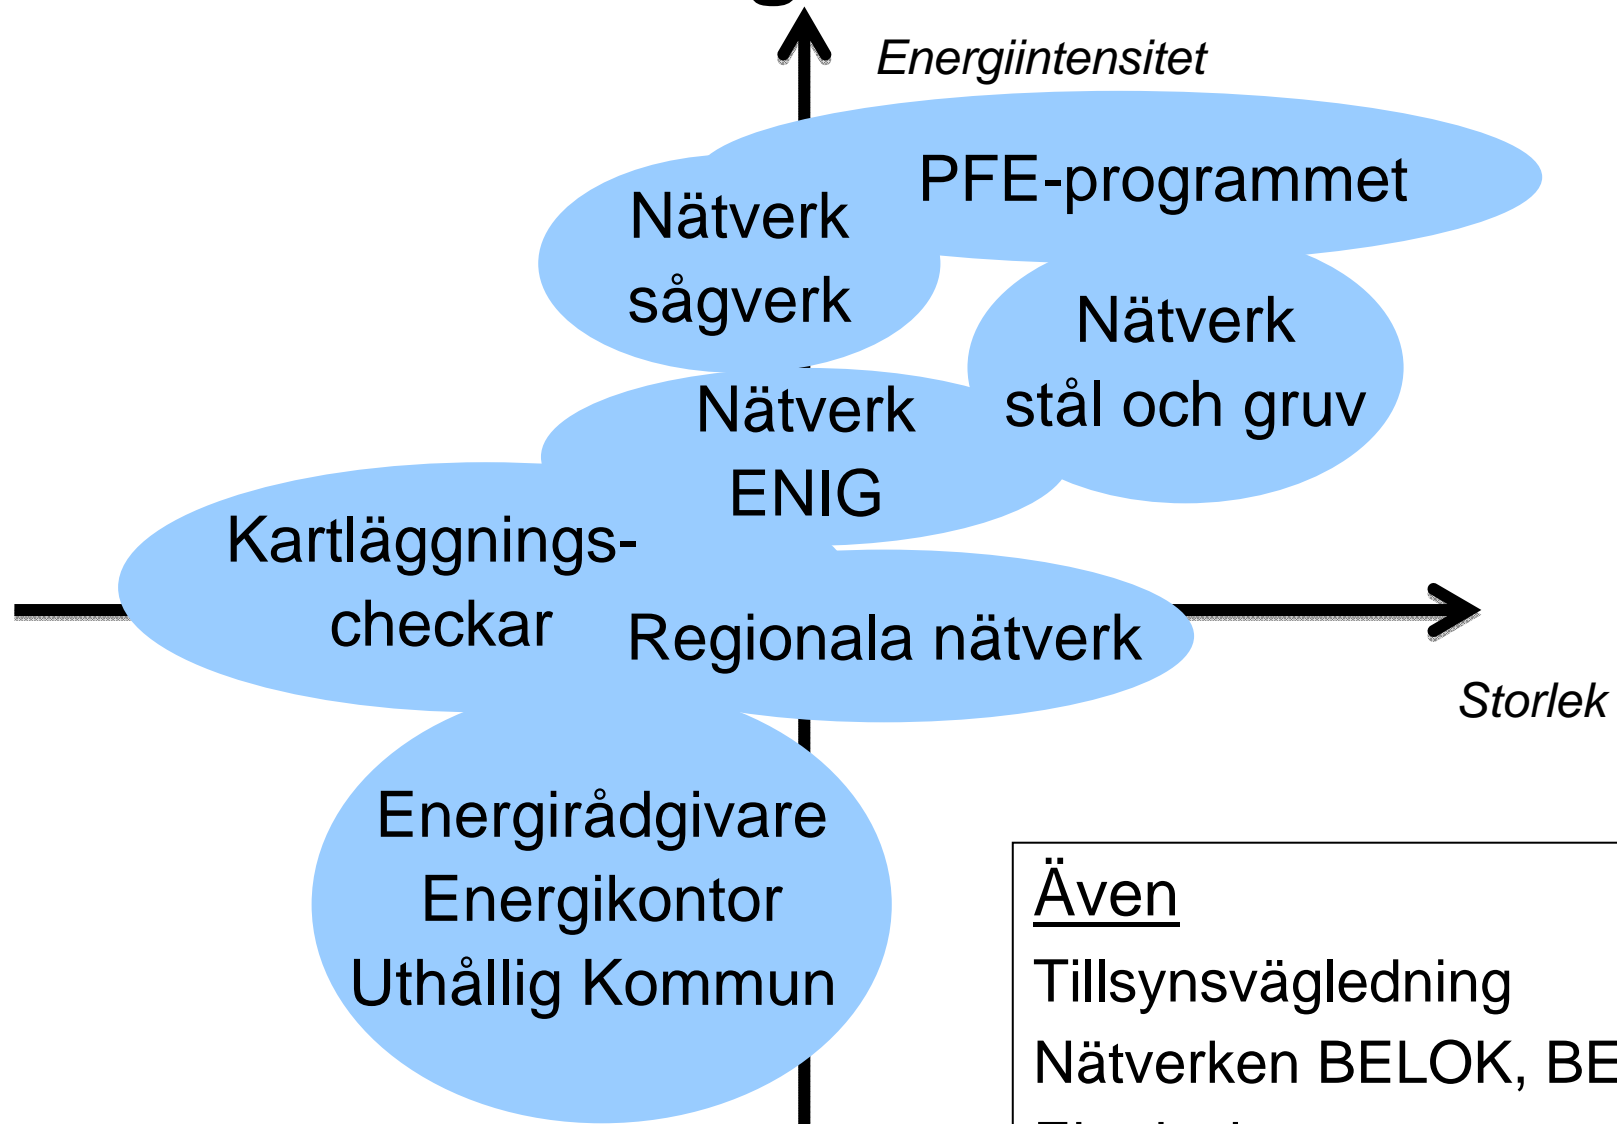 Energiintensitet
PFE-programmet
Nätverk
sågverk
Nätverk
stål och gruv
Nätverk
ENIG
Kartläggnings-
checkar
Regionala nätverk
Storlek
Energirådgivare
Energikontor
Uthållig Kommun
Även
Tillsynsvägledning
Nätverken BELOK, BE